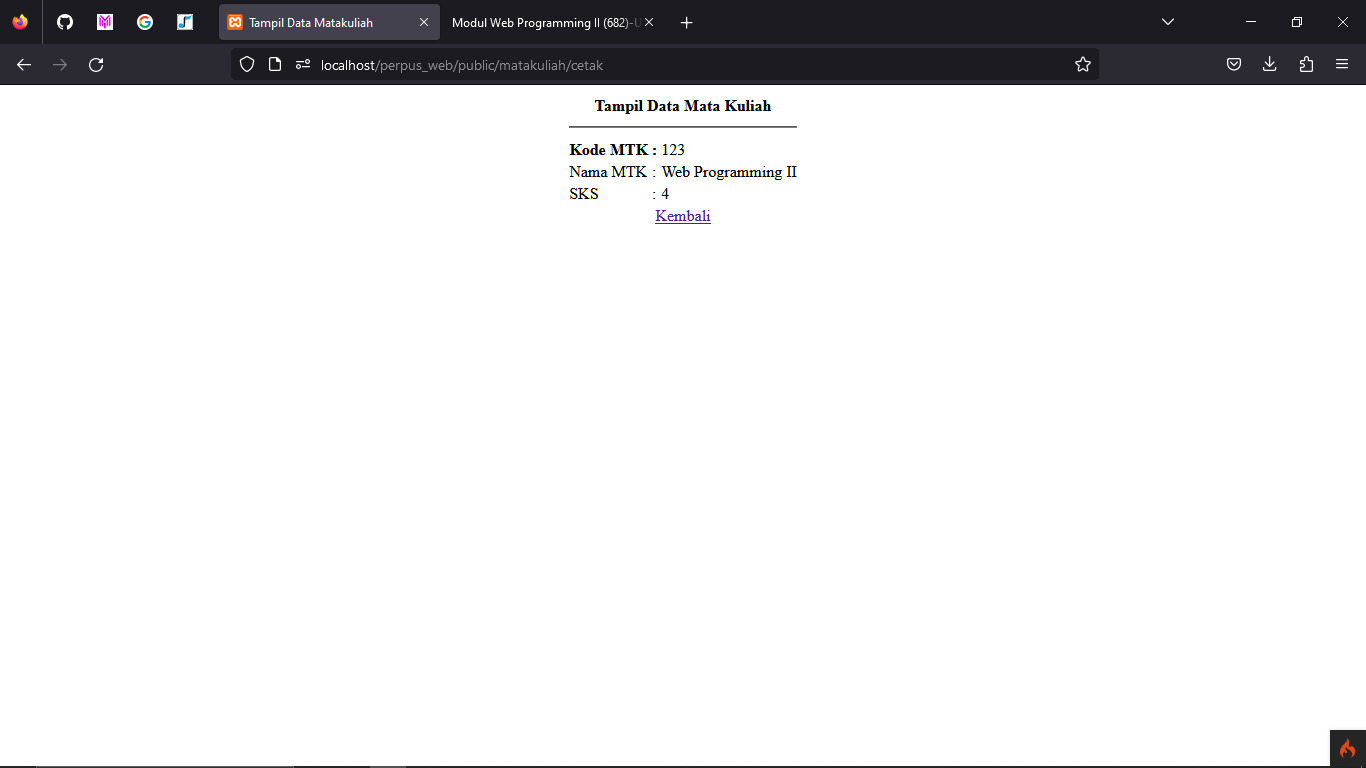 Tampil Data Matakuliah
Modul Web Programming II (682)-U
localhost/perpus_web/public/matakuliah/cetak
Tampil Data Mata Kuliah
Kode MTK : 123
Nama MTK : Web Programming II
SKS : 4
Kembali